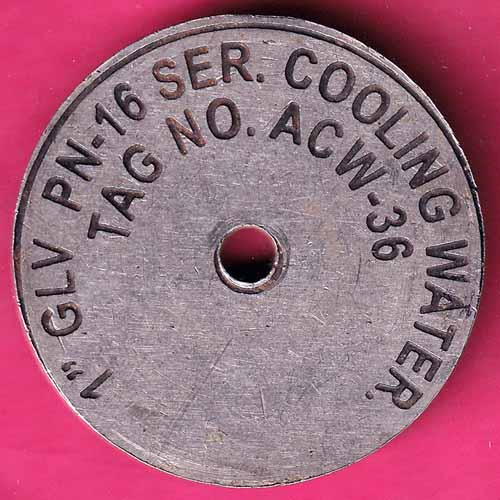 1" GLV PN-16 SER. COOLING WATER.
TAG NO. ACW-36